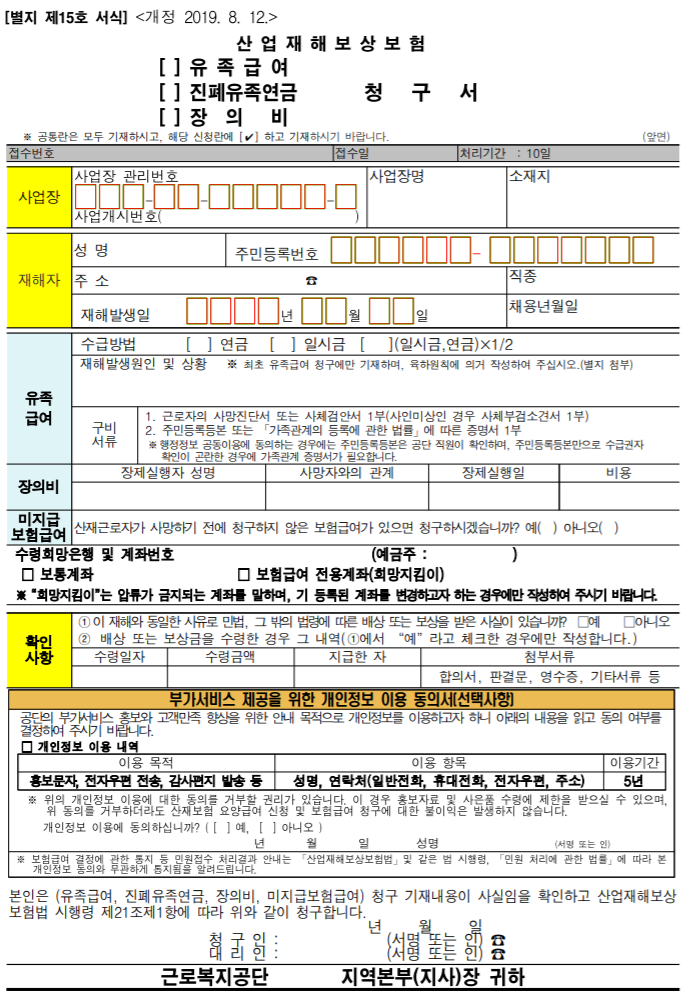 [별지 제15호 서식] <개정 2019. 8. 12.>
산 업 재 해 보 상 보 험
[ ] 유 족 급 여
[ ] 진폐유족연금 청 구 서
[ ] 장 의 비
※ 공통란은 모두 기재하시고, 해당 신청란에 [✔] 하고 기재하시기 바랍니다. (앞면)
접수번호 접수일 처리기간 : 10일
사업장 사업장 관리번호 사업장명 소재지
□□□-□□-□□□□□-□
사업개시번호( )
재해자 성 명 주민등록번호 □□□□□□-□□□□□□□
주 소 ☎ 직종
재해발생일 □□□□년 □□월 □□일 채용년월일
유족급여 수급방법 [ ] 연금 [ ] 일시금 [ ](일시금,연금)×1/2
재해발생원인 및 상황 ※ 최초 유족급여 청구에만 기재하며, 육하원칙에 의거 작성하여 주십시오.(별지 첨부)
구비서류 1. 근로자의 사망진단서 또는 사체검안서 1부(사인미상인 경우 사체부검소견서 1부)
2. 주민등록등본 또는 「가족관계의 등록에 관한 법률」에 따른 증명서 1부
※ 행정정보 공동이용에 동의하는 경우에는 주민등록등본은 공단 직원이 확인하며, 주민등록등본만으로 수급권자
확인이 곤란한 경우에 가족관계 증명서가 필요합니다.
장의비 장제실행자 성명 사망자와의 관계 장제실행일 비용
미지급 보험급여 산재근로자가 사망하기 전에 청구하지 않은 보험급여가 있으면 청구하시겠습니까? 예( ) 아니오( )
수령희망은행 및 계좌번호 (예금주 : )
□ 보통계좌 □ 보험급여 전용계좌(희망지킴이)
※ "희망지킴이"는 압류가 금지되는 계좌를 말하며, 기 등록된 계좌를 변경하고자 하는 경우에만 작성하여 주시기 바랍니다.
확인사항 ① 이 재해와 동일한 사유로 민법, 그 밖의 법령에 따른 배상 또는 보상을 받은 사실이 있습니까? □예 □아니오
② 배상 또는 보상금을 수령한 경우 그 내역(①에서 “예”라고 체크한 경우에만 작성합니다.)
수령일자 수령금액 지급한 자 첨부서류
합의서, 판결문, 영수증, 기타서류 등
부가서비스 제공을 위한 개인정보 이용 동의서(선택사항)
공단의 부가서비스 홍보와 고객만족 향상을 위한 안내 목적으로 개인정보를 이용하고자 하니 아래의 내용을 읽고 동의 여부를
결정하여 주시기 바랍니다.
□ 개인정보 이용 내역
이용 목적 이용 항목 이용기간
홍보문자, 전자우편 전송, 감사편지 발송 등 성명, 연락처(일반전화, 휴대전화, 전자우편, 주소) 5년
※ 위의 개인정보 이용에 대한 동의를 거부할 권리가 있습니다. 이 경우 홍보자료 및 사은품 수령에 제한을 받으실 수 있으며,
위 동의를 거부하더라도 산재보험 요양급여 신청 및 보험급여 청구에 대한 불이익은 발생하지 않습니다.
개인정보 이용에 동의하십니까? ( [ ] 예, [ ] 아니오 )
년 월 일 성명 (서명 또는 인)
※ 보험급여 결정에 관한 통지 등 민원접수 처리결과 안내는 「산업재해보상보험법」및 같은 법 시행령, 「민원 처리에 관한 법률」에 따라 본
개인정보 동의와 무관하게 통지됨을 알려드립니다.
본인은 (유족급여, 진폐유족연금, 장의비, 미지급보험급여) 청구 기재내용이 사실임을 확인하고 산업재해보상
보험법 시행령 제21조제1항에 따라 위와 같이 청구합니다.
년 월 일
청 구 인 : (서명 또는 인) ☎
대 리 인 : (서명 또는 인) ☎
근로복지공단 지역본부(지사)장 귀하